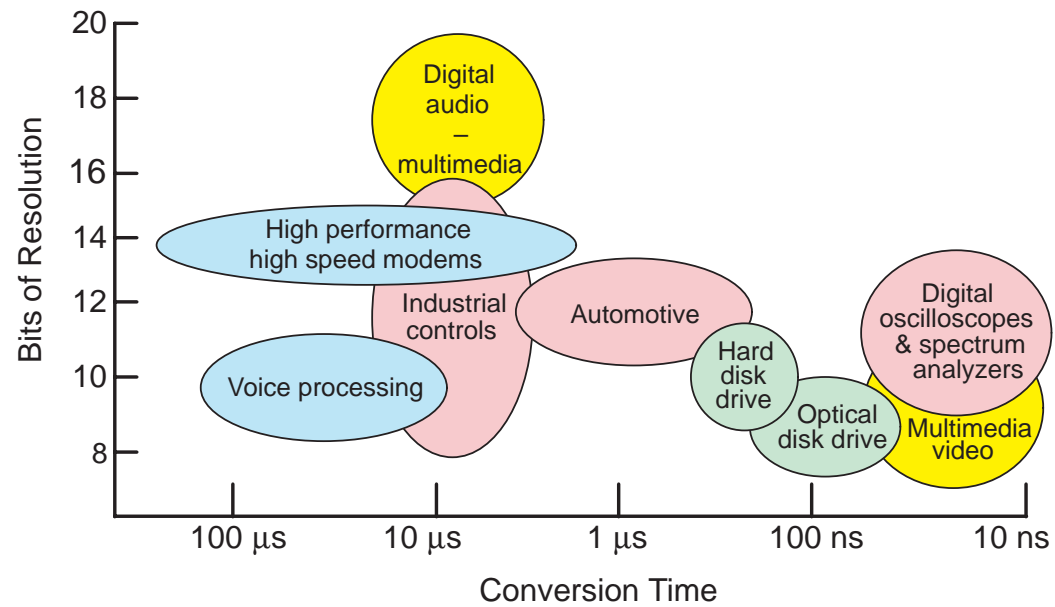 20
18
16
14
12
10
8
Bits of Resolution
Digital
audio
–
multimedia
High performance
high speed modems
Industrial
controls
Voice processing
Automotive
Hard
disk
drive
Optical
disk drive
Digital
oscilloscopes
& spectrum
analyzers
Multimedia
video
100 μs
10 μs
1 μs
100 ns
10 ns
Conversion Time